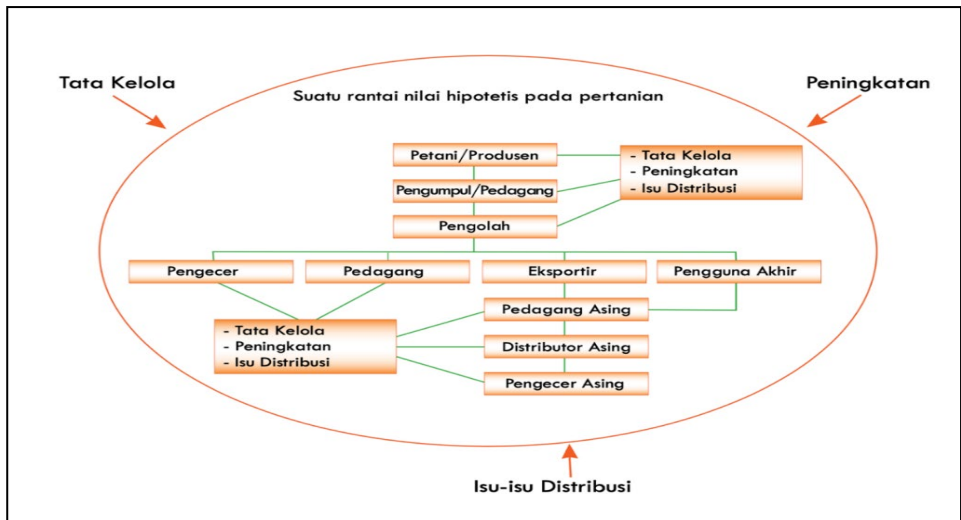 Tata Kelola
Peningkatan
Suatu rantai nilai hipotetis pada pertanian
Petani/Produsen
- Tata Kelola
- Peningkatan
- Isu Distribusi
Pengumpul/Pedagang
Pengolah
Pengecer
Pedagang
Eksportir
Pengguna Akhir
Pedagang Asing
- Tata Kelola
- Peningkatan
- Isu Distribusi
Distributor Asing
Pengecer Asing
Isu-isu Distribusi